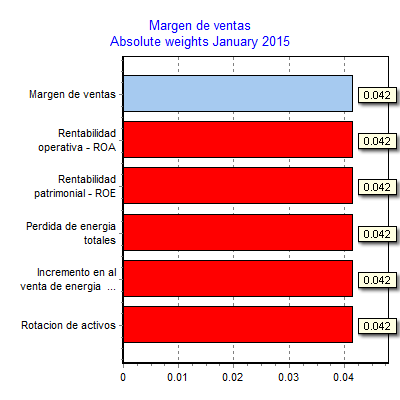 Margen de ventas
Absolute weights January 2015
Margen de ventas
0.042
Rentabilidad
operativa - ROA
0.042
Rentabilidad
patrimonial - ROE
0.042
Perdida de energia
totales
0.042
Incremento en al
venta de energia ...
0.042
Rotacion de activos
0.042
0 0.01 0.02 0.03 0.04